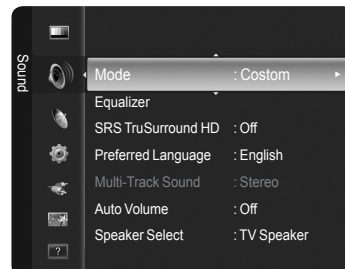 Sound
Mode : Costom
Equalizer
SRS TruSurround HD : Off
Preferred Language : English
Multi-Track Sound : Stereo
Auto Volume : Off
Speaker Select : TV Speaker
?